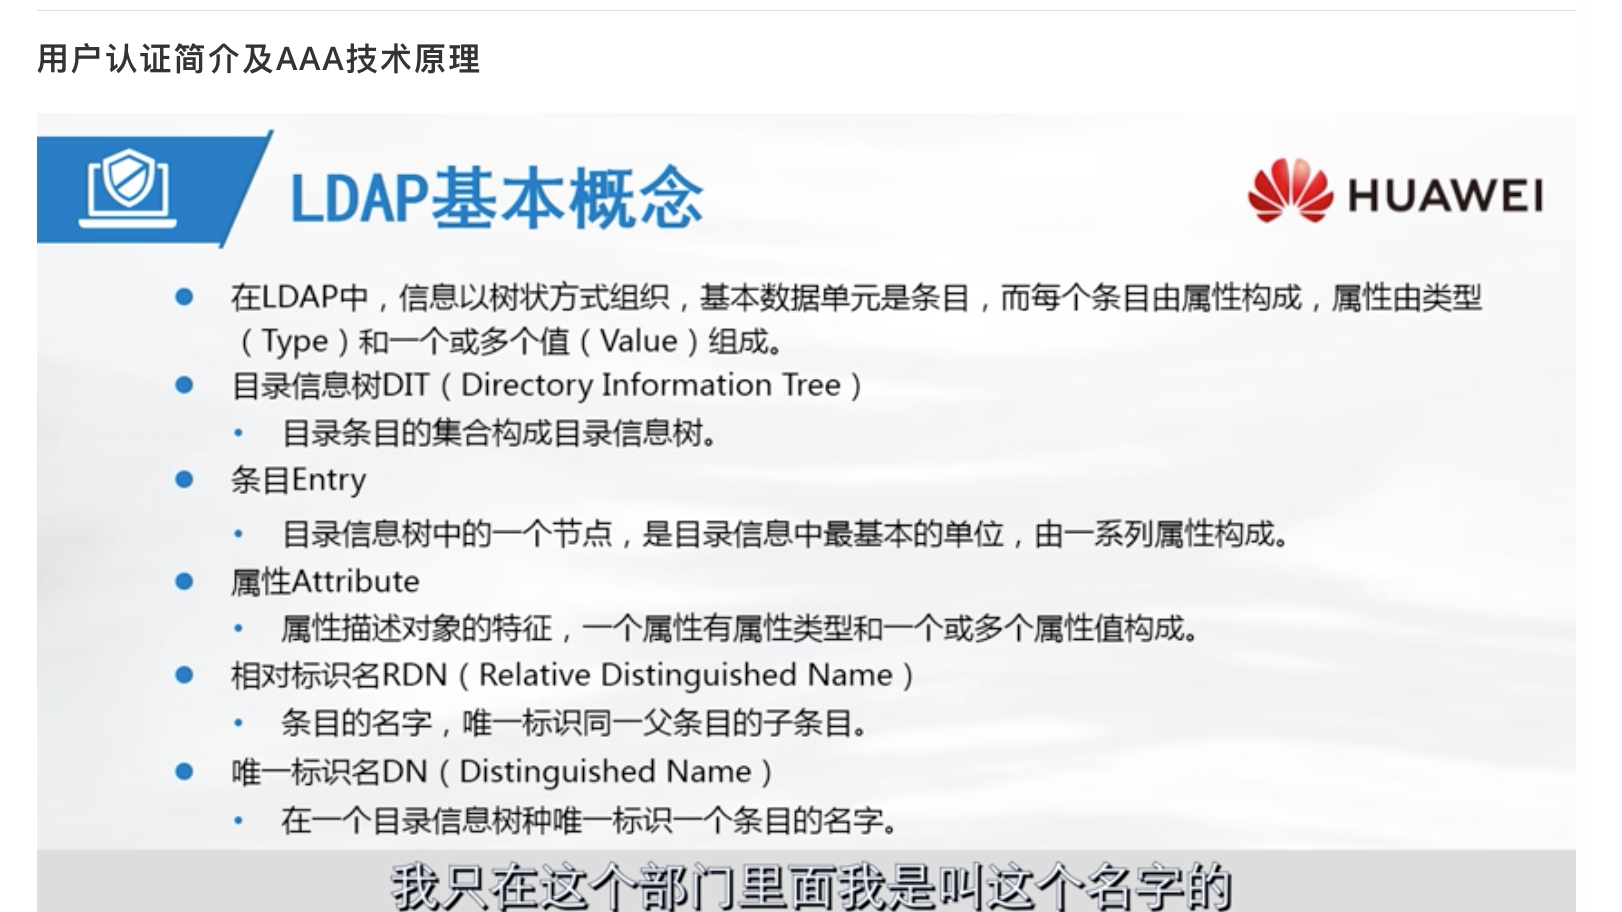 用户认证简介及AAA技术原理
LDAP基本概念
HUAWEI
● 在LDAP中，信息以树状方式组织，基本数据单元是条目，而每个条目由属性构成，属性由类型
（Type）和一个或多个值（Value）组成。
● 目录信息树DIT（Directory Information Tree）
• 目录条目的集合构成目录信息树。
● 条目Entry
• 目录信息树中的一个节点，是目录信息中最基本的单位，由一系列属性构成。
● 属性Attribute
• 属性描述对象的特征，一个属性有属性类型和一个或多个属性值构成。
● 相对标识名RDN（Relative Distinguished Name）
• 条目的名字，唯一标识同一父条目的子条目。
● 唯一标识名DN（Distinguished Name）
• 在一个目录信息树种唯一标识一个条目的名字。
我只在这个部门里面我是叫这个名字的